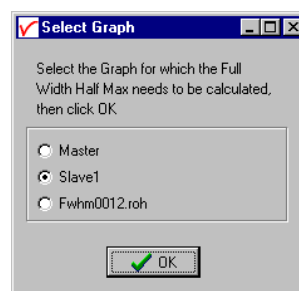 Select Graph
Select the Graph for which the Full
Width Half Max needs to be calculated,
then click OK
Master
Slave1
Fwhm0012.roh
OK